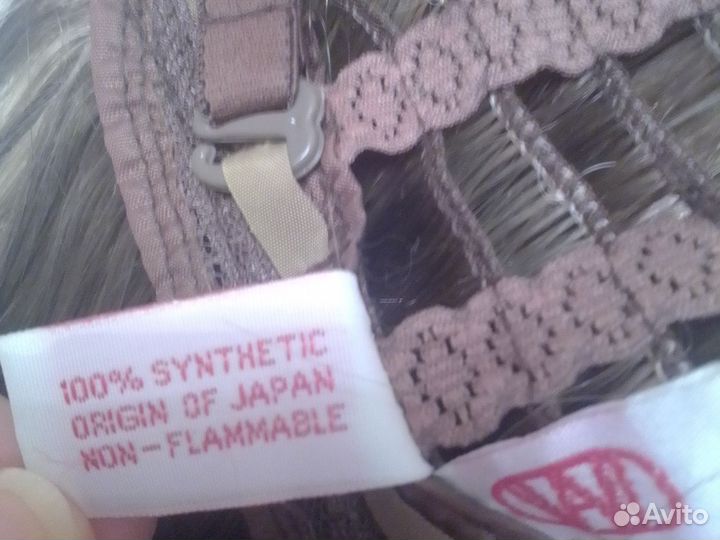 100% SYNTHETIC
ORIGIN OF JAPAN
NON-FLAMMABLE
Avito